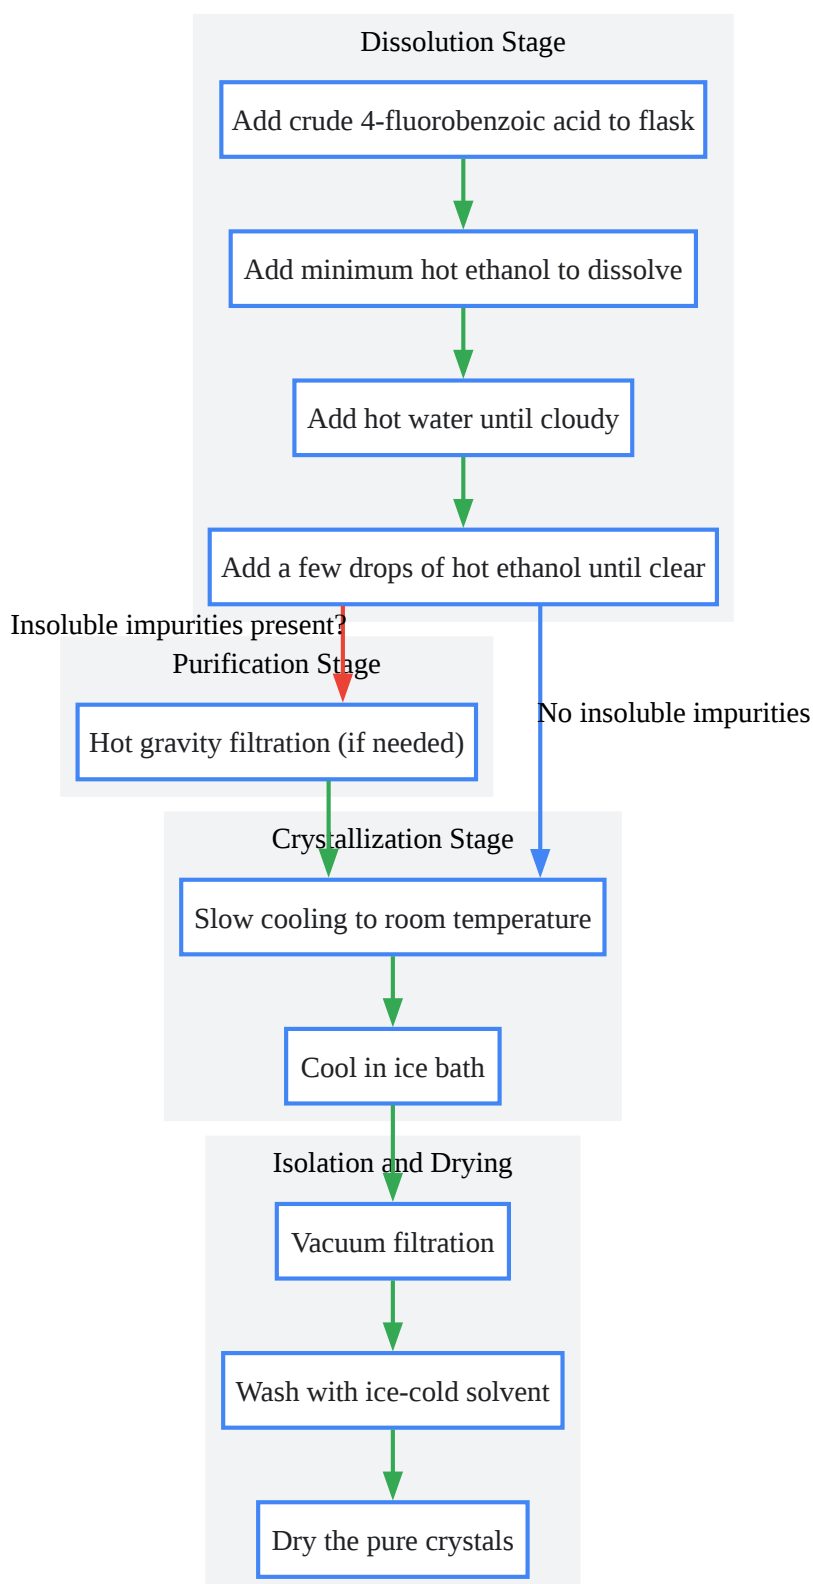 Dissolution Stage
Add crude 4-fluorobenzoic acid to flask
Add minimum hot ethanol to dissolve
Add hot water until cloudy
Add a few drops of hot ethanol until clear
Insoluble impurities present?
Purification Stage
No insoluble impurities
Hot gravity filtration (if needed)
Crystallization Stage
Slow cooling to room temperature
Cool in ice bath
Isolation and Drying
Vacuum filtration
Wash with ice-cold solvent
Dry the pure crystals